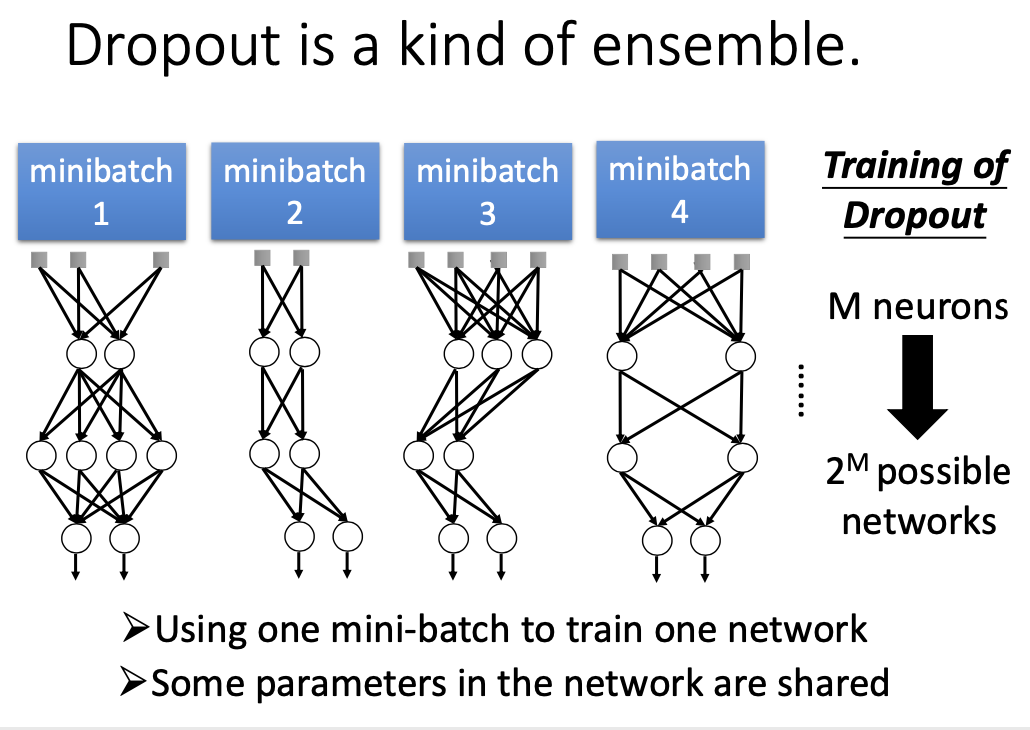 Dropout is a kind of ensemble.
minibatch
1
minibatch
2
minibatch
3
minibatch
4
Training of
Dropout
M neurons
......
2ᴹ possible
networks
➢Using one mini-batch to train one network
➢Some parameters in the network are shared